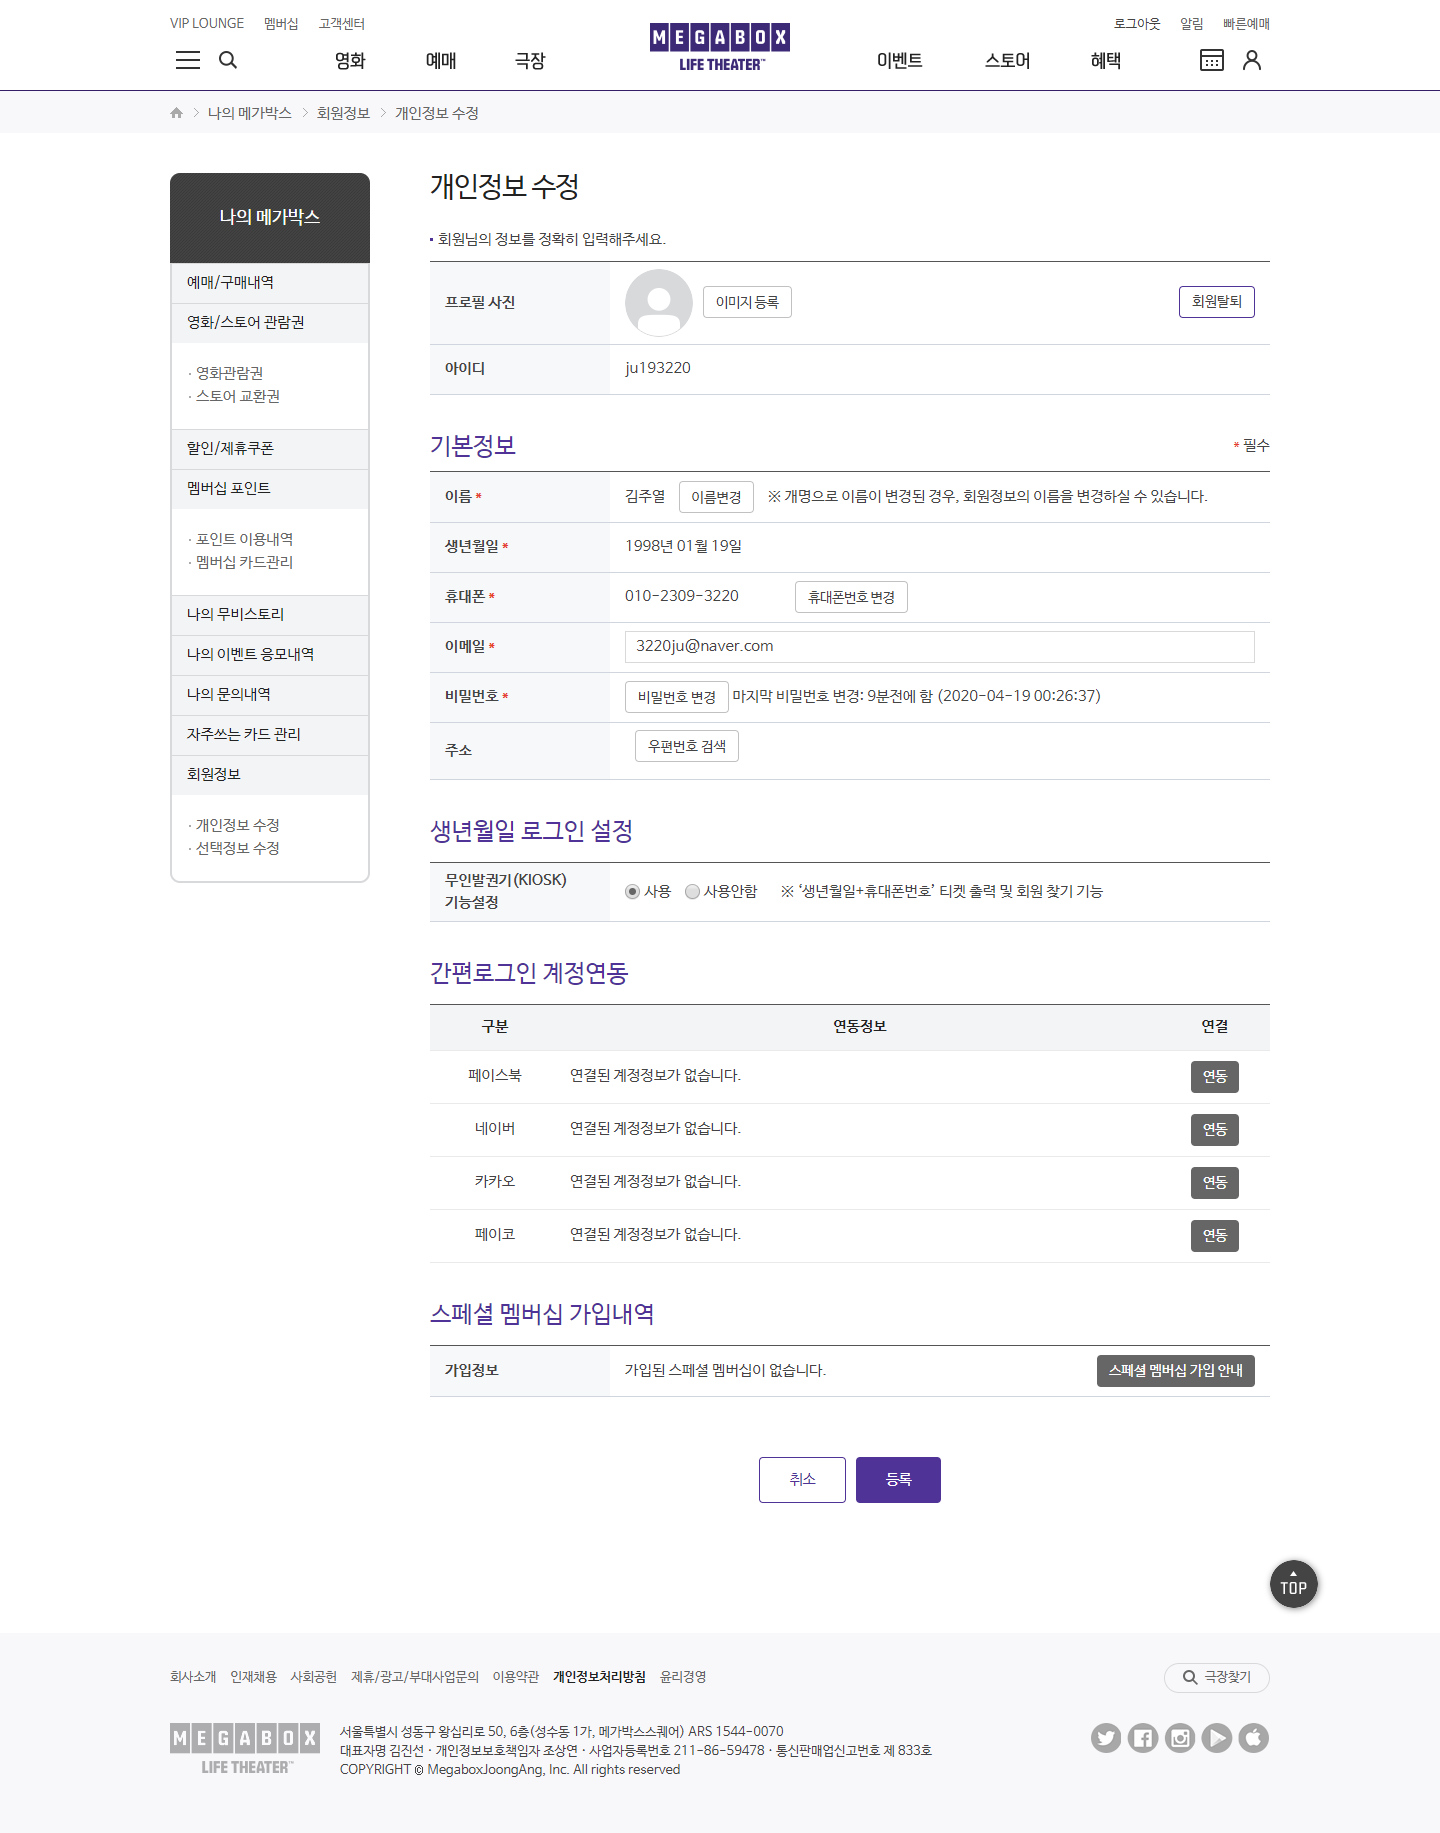 VIP LOUNGE 멤버십 고객센터
로그아웃 알림 빠른예매
영화 예매 극장
MEGABOX
LIFE THEATER™
이벤트 스토어 혜택
나의 메가박스 회원정보 개인정보 수정
나의 메가박스
예매/구매내역
영화/스토어 관람권
· 영화관람권
· 스토어 교환권
할인/제휴쿠폰
멤버십 포인트
· 포인트 이용내역
· 멤버십 카드관리
나의 무비스토리
나의 이벤트 응모내역
나의 문의내역
자주쓰는 카드 관리
회원정보
· 개인정보 수정
· 선택정보 수정
개인정보 수정
회원님의 정보를 정확히 입력해주세요.
프로필 사진 이미지 등록 회원탈퇴
아이디 ju193220
기본정보 * 필수
이름 * 김주열 이름변경 ※ 개명으로 이름이 변경된 경우, 회원정보의 이름을 변경하실 수 있습니다.
생년월일 * 1998년 01월 19일
휴대폰 * 010-2309-3220 휴대폰번호 변경
이메일 * 3220ju@naver.com
비밀번호 * 비밀번호 변경 마지막 비밀번호 변경: 9분전에 함 (2020-04-19 00:26:37)
주소 우편번호 검색
생년월일 로그인 설정
무인발권기(KIOSK)
기능설정
사용 사용안함 ※ ‘생년월일+휴대폰번호’ 티켓 출력 및 회원 찾기 기능
간편로그인 계정연동
구분 연동정보 연결
페이스북 연결된 계정정보가 없습니다. 연동
네이버 연결된 계정정보가 없습니다. 연동
카카오 연결된 계정정보가 없습니다. 연동
페이코 연결된 계정정보가 없습니다. 연동
스페셜 멤버십 가입내역
가입정보 가입된 스페셜 멤버십이 없습니다. 스페셜 멤버십 가입 안내
취소 등록
TOP
회사소개 인재채용 사회공헌 제휴/광고/부대사업문의 이용약관 개인정보처리방침 윤리경영
극장찾기
MEGABOX
LIFE THEATER™
서울특별시 성동구 왕십리로 50, 6층(성수동 1가, 메가박스스퀘어) ARS 1544-0070
대표자명 김진선 · 개인정보보호책임자 조상연 · 사업자등록번호 211-86-59478 · 통신판매업신고번호 제 833호
COPYRIGHT © MegaboxJoongAng, Inc. All rights reserved